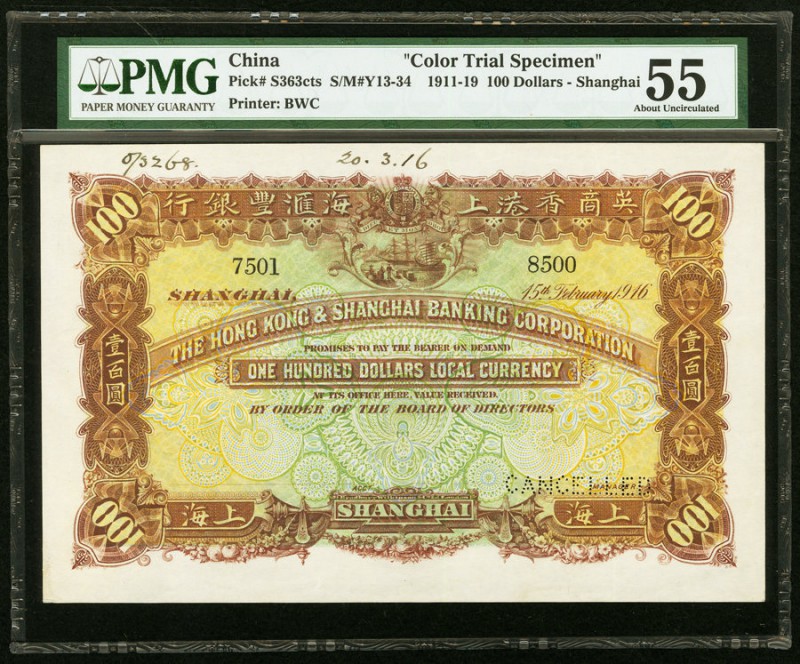 PMG
PAPER MONEY GUARANTY
China "Color Trial Specimen"
Pick# S363cts S/M#Y13-34 1911-19 100 Dollars - Shanghai
Printer: BWC
55
About Uncirculated
0/3268. 20. 3. 16
100 行銀豐滙海 上港香商英 100
7501 8500
SHANGHAI, 15th February, 1916
THE HONG KONG & SHANGHAI BANKING CORPORATION
PROMISES TO PAY THE BEARER ON DEMAND
ONE HUNDRED DOLLARS LOCAL CURRENCY
AT ITS OFFICE HERE, VALUE RECEIVED.
BY ORDER OF THE BOARD OF DIRECTORS
壹百圓
壹百圓
CANCELLED
ACCT.
100 海上 SHANGHAI 海上 100